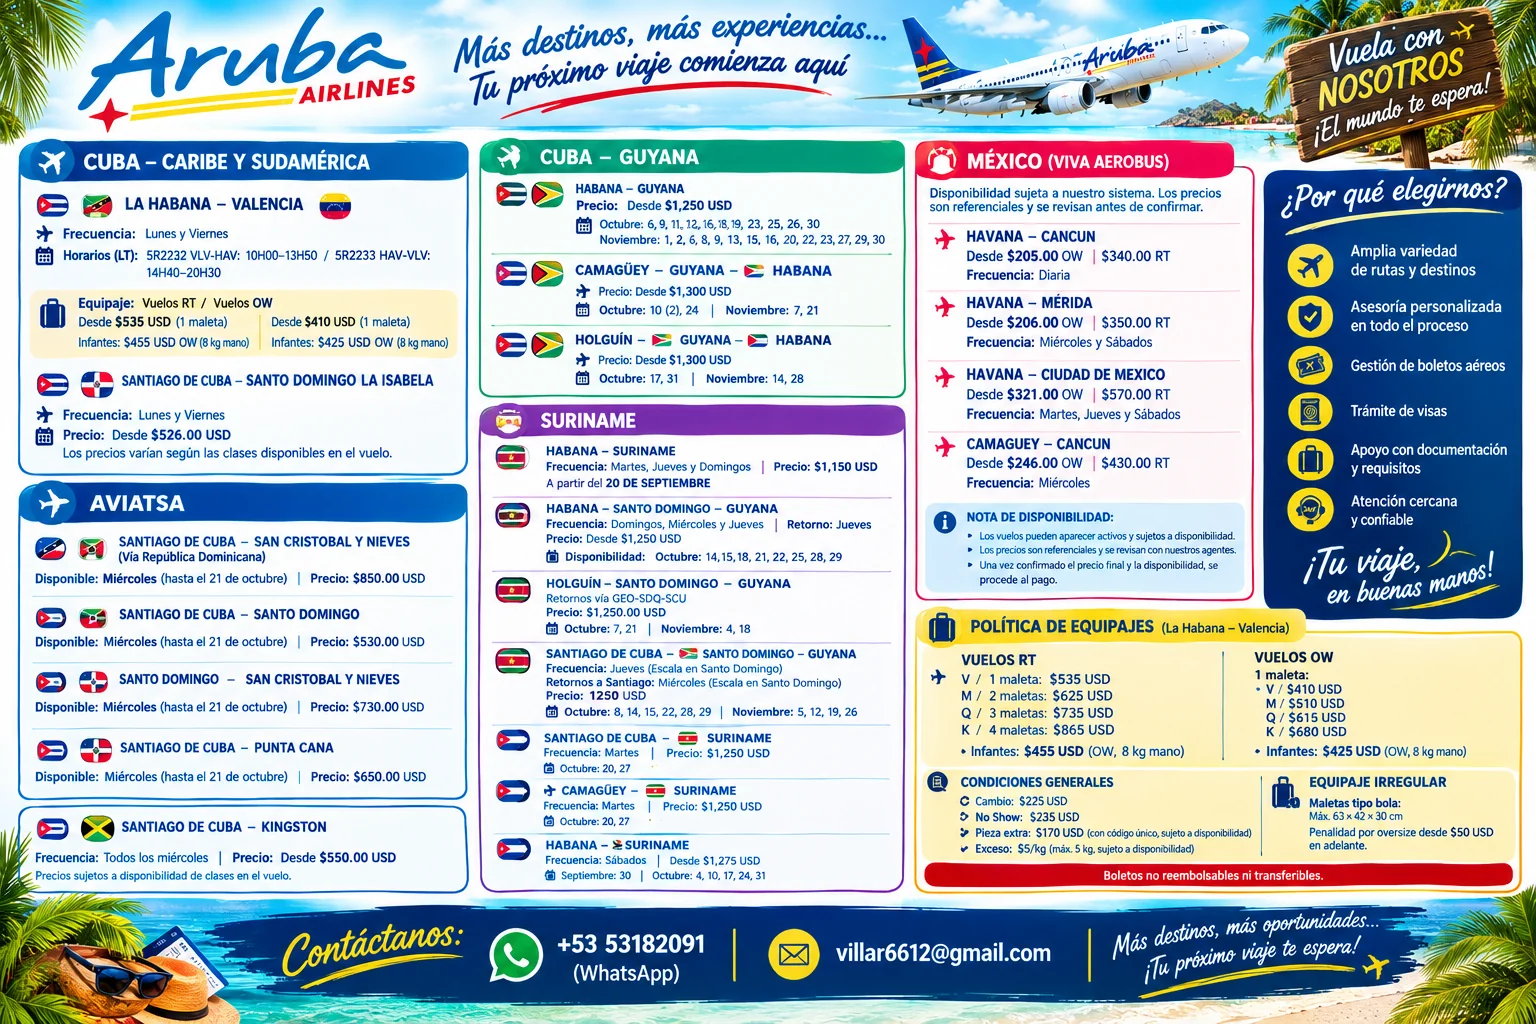 Aruba
AIRLINES
Más destinos, más experiencias...
Tu próximo viaje comienza aquí
Aruba
Vuela con
NOSOTROS
¡El mundo te espera!
CUBA – CARIBE Y SUDAMÉRICA
LA HABANA – VALENCIA
Frecuencia: Lunes y Viernes
Horarios (LT): 5R2232 VLV-HAV: 10H00–13H50 / 5R2233 HAV-VLV:
14H40–20H30
Equipaje: Vuelos RT / Vuelos OW
Desde $535 USD (1 maleta)
Desde $410 USD (1 maleta)
Infantes: $455 USD OW (8 kg mano)
Infantes: $425 USD OW (8 kg mano)
SANTIAGO DE CUBA – SANTO DOMINGO LA ISABELA
Frecuencia: Lunes y Viernes
Precio: Desde $526.00 USD
Los precios varían según las clases disponibles en el vuelo.
AVIATSA
SANTIAGO DE CUBA – SAN CRISTOBAL Y NIEVES
(Vía República Dominicana)
Disponible: Miércoles (hasta el 21 de octubre) | Precio: $850.00 USD
SANTIAGO DE CUBA – SANTO DOMINGO
Disponible: Miércoles (hasta el 21 de octubre) | Precio: $530.00 USD
SANTO DOMINGO – SAN CRISTOBAL Y NIEVES
Disponible: Miércoles (hasta el 21 de octubre) | Precio: $730.00 USD
SANTIAGO DE CUBA – PUNTA CANA
Disponible: Miércoles (hasta el 21 de octubre) | Precio: $650.00 USD
SANTIAGO DE CUBA – KINGSTON
Frecuencia: Todos los miércoles | Precio: Desde $550.00 USD
Precios sujetos a disponibilidad de clases en el vuelo.
CUBA – GUYANA
HABANA – GUYANA
Precio: Desde $1,250 USD
Octubre: 6, 9, 11, 12, 16, 18, 19, 23, 25, 26, 30
Noviembre: 1, 2, 6, 8, 9, 13, 15, 16, 20, 22, 23, 27, 29, 30
CAMAGÜEY – GUYANA – HABANA
Precio: Desde $1,300 USD
Octubre: 10 (2), 24 | Noviembre: 7, 21
HOLGUÍN – GUYANA – HABANA
Precio: Desde $1,300 USD
Octubre: 17, 31 | Noviembre: 14, 28
SURINAME
HABANA – SURINAME
Frecuencia: Martes, Jueves y Domingos | Precio: $1,150 USD
A partir del 20 DE SEPTIEMBRE
HABANA – SANTO DOMINGO – GUYANA
Frecuencia: Domingos, Miércoles y Jueves | Retorno: Jueves
Precio: Desde $1,250 USD
Disponibilidad: Octubre: 14,15,18, 21, 22, 25, 28, 29
HOLGUÍN – SANTO DOMINGO – GUYANA
Retornos vía GEO-SDQ-SCU
Precio: $1,250.00 USD
Octubre: 7, 21 | Noviembre: 4, 18
SANTIAGO DE CUBA – SANTO DOMINGO – GUYANA
Frecuencia: Jueves (Escala en Santo Domingo)
Retornos a Santiago: Miércoles (Escala en Santo Domingo)
Precio: 1250 USD
Octubre: 8, 14, 15, 22, 28, 29 | Noviembre: 5, 12, 19, 26
SANTIAGO DE CUBA – SURINAME
Frecuencia: Martes | Precio: $1,250 USD
Octubre: 20, 27
CAMAGÜEY – SURINAME
Frecuencia: Martes | Precio: $1,250 USD
Octubre: 20, 27
HABANA – SURINAME
Frecuencia: Sábados | Desde $1,275 USD
Septiembre: 30 | Octubre: 4, 10, 17, 24, 31
MÉXICO (VIVA AEROBUS)
Disponibilidad sujeta a nuestro sistema. Los precios
son referenciales y se revisan antes de confirmar.
HAVANA – CANCUN
Desde $205.00 OW | $340.00 RT
Frecuencia: Diaria
HAVANA – MÉRIDA
Desde $206.00 OW | $350.00 RT
Frecuencia: Miércoles y Sábados
HAVANA – CIUDAD DE MEXICO
Desde $321.00 OW | $570.00 RT
Frecuencia: Martes, Jueves y Sábados
CAMAGUEY – CANCUN
Desde $246.00 OW | $430.00 RT
Frecuencia: Miércoles
NOTA DE DISPONIBILIDAD:
Los vuelos pueden aparecer activos y sujetos a disponibilidad.
Los precios son referenciales y se revisan con nuestros agentes.
Una vez confirmado el precio final y la disponibilidad, se
procede al pago.
¿Por qué elegirnos?
Amplia variedad
de rutas y destinos
Asesoría personalizada
en todo el proceso
Gestión de boletos aéreos
Trámite de visas
Apoyo con documentación
y requisitos
24/7
Atención cercana
y confiable
¡Tu viaje,
en buenas manos!
POLÍTICA DE EQUIPAJES (La Habana – Valencia)
VUELOS RT
V / 1 maleta: $535 USD
M / 2 maletas: $625 USD
Q / 3 maletas: $735 USD
K / 4 maletas: $865 USD
• Infantes: $455 USD (OW, 8 kg mano)
VUELOS OW
1 maleta:
• V / $410 USD
M / $510 USD
Q / $615 USD
K / $680 USD
• Infantes: $425 USD (OW, 8 kg mano)
CONDICIONES GENERALES
Cambio: $225 USD
No Show: $235 USD
Pieza extra: $170 USD (con código único, sujeto a disponibilidad)
Exceso: $5/kg (máx. 5 kg, sujeto a disponibilidad)
EQUIPAJE IRREGULAR
Maletas tipo bola:
Máx. 63 × 42 × 30 cm
Penalidad por oversize desde $50 USD
en adelante.
Boletos no reembolsables ni transferibles.
Contáctanos:
+53 53182091
(WhatsApp)
villar6612@gmail.com
Más destinos, más oportunidades...
¡Tu próximo viaje te espera!